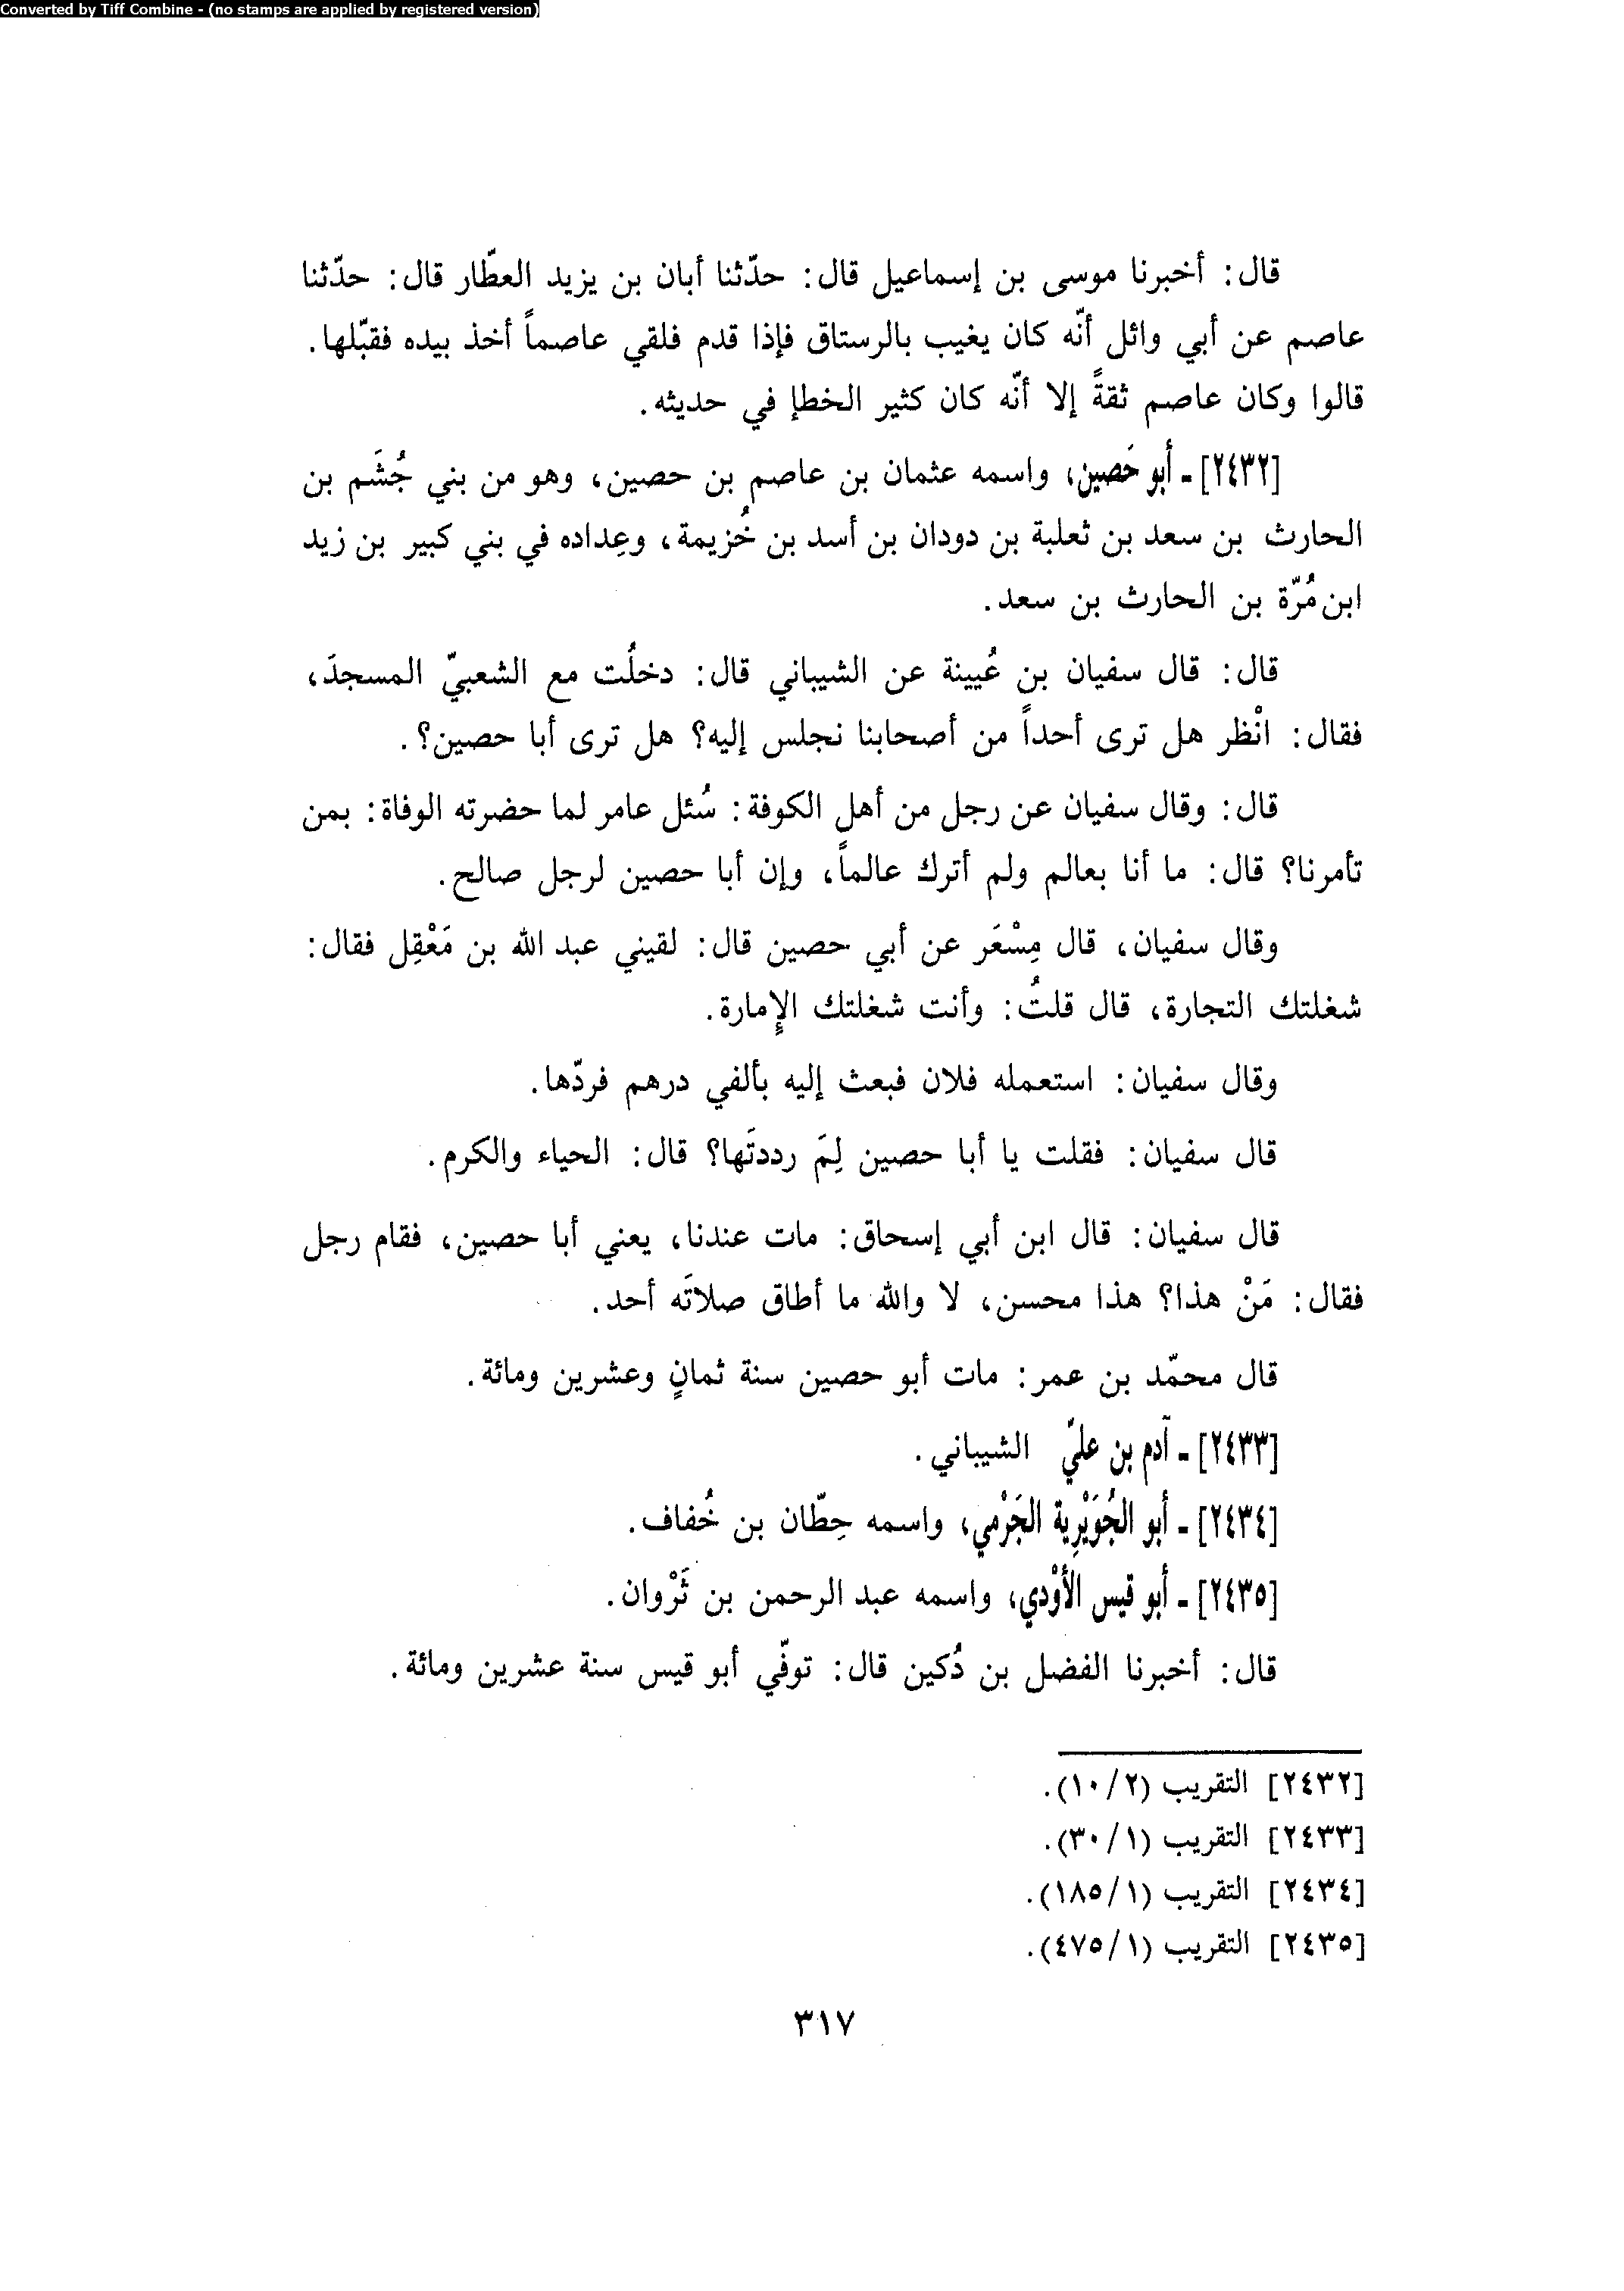 Converted by Tiff Combine - (no stamps are applied by registered version)
قال: أخبرنا موسى بن إسماعيل قال: حدّثنا أبان بن يزيد العطّار قال: حدّثنا
عاصم عن أبي وائل أنّه كان يغيب بالرستاق فإذا قدم فلقي عاصماً أخذ بيده فقبّلها.
قالوا وكان عاصم ثقةً إلا أنّه كان كثير الخطإ في حديثه.
[٢٤٣٢] ـ أبو حَصين، واسمه عثمان بن عاصم بن حصين، وهو من بني جُشَم بن
الحارث بن سعد بن ثعلبة بن دودان بن أسد بن خُزيمة، وعِداده في بني كبير بن زيد
ابن مُرّة بن الحارث بن سعد.
قال: قال سفيان بن عُيينة عن الشيباني قال: دخلُت مع الشعبيّ المسجدَ،
فقال: انْظر هل ترى أحداً من أصحابنا نجلس إليه؟ هل ترى أبا حصين؟.
قال: وقال سفيان عن رجل من أهل الكوفة: سُئل عامر لما حضرته الوفاة: بمن
تأمرنا؟ قال: ما أنا بعالم ولم أترك عالماً، وإن أبا حصين لرجل صالح.
وقال سفيان، قال مِسْعَر عن أبي حصين قال: لقيني عبد الله بن مَعْقِل فقال:
شغلتك التجارة، قال قلتُ: وأنت شغلتك الإمارة.
وقال سفيان: استعمله فلان فبعث إليه بألفي درهم فردّها.
قال سفيان: فقلت يا أبا حصين لِمَ رددتَها؟ قال: الحياء والكرم.
قال سفيان: قال ابن أبي إسحاق: مات عندنا، يعني أبا حصين، فقام رجل
فقال: مَنْ هذا؟ هذا محسن، لا والله ما أطاق صلاتَه أحد.
قال محمّد بن عمر: مات أبو حصين سنة ثمانٍ وعشرين ومائة.
[٢٤٣٣] ـ آدم بن عليّ الشيباني.
[٢٤٣٤] ـ أبو الجُوَيْرِية الجَرْمي، واسمه حِطّان بن خُفاف.
[٢٤٣٥] ـ أبو قيس الأوْدي، واسمه عبد الرحمن بن ثَرْوان.
قال: أخبرنا الفضل بن دُكين قال: توفّي أبو قيس سنة عشرين ومائة.
[٢٤٣٢] التقريب (٢/ ١٠).
[٢٤٣٣] التقريب (١/ ٣٠).
[٢٤٣٤] التقريب (١/ ١٨٥).
[٢٤٣٥] التقريب (١/ ٤٧٥).
٣١٧